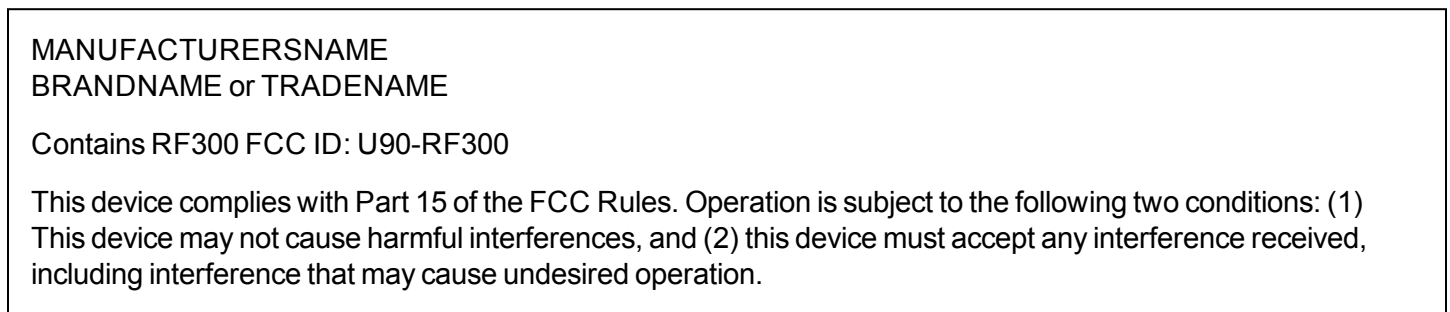 MANUFACTURERSNAME
BRANDNAME or TRADENAME
Contains RF300 FCC ID: U90-RF300
This device complies with Part 15 of the FCC Rules. Operation is subject to the following two conditions: (1)
This device may not cause harmful interferences, and (2) this device must accept any interference received,
including interference that may cause undesired operation.